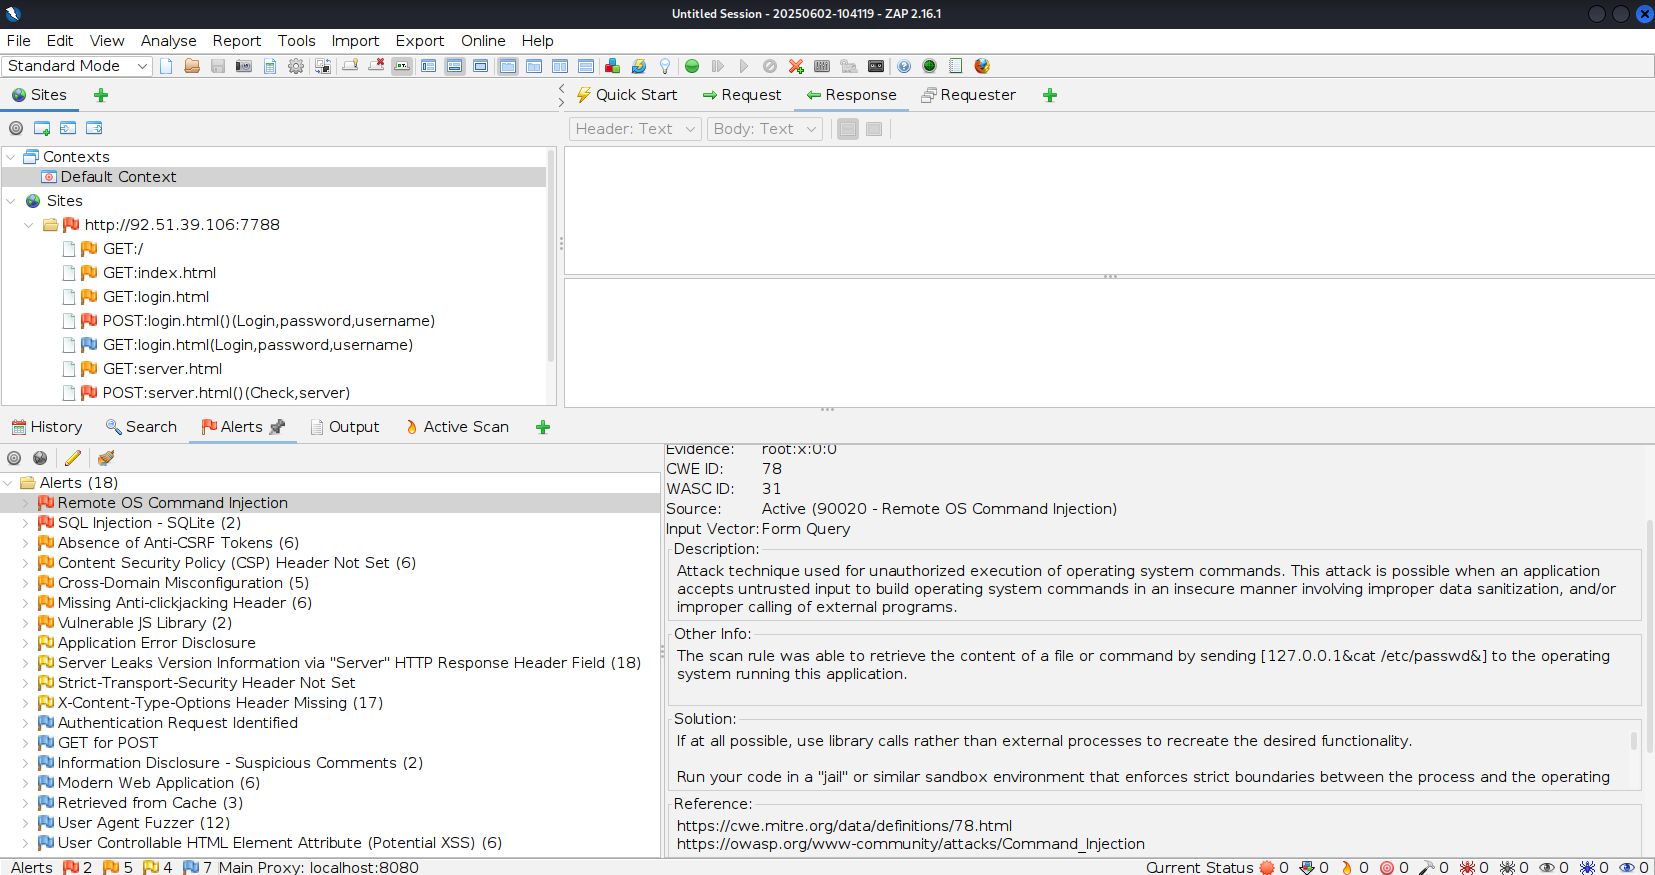 Untitled Session - 20250602-104119 - ZAP 2.16.1
File Edit View Analyse Report Tools Import Export Online Help
Standard Mode
Sites
Quick Start Request Response Requester
Header: Text Body: Text
Contexts
Default Context
Sites
http://92.51.39.106:7788
GET:/
GET:index.html
GET:login.html
POST:login.html()(Login,password,username)
GET:login.html(Login,password,username)
GET:server.html
POST:server.html()(Check,server)
History Search Alerts Output Active Scan
Alerts (18)
Remote OS Command Injection
SQL Injection - SQLite (2)
Absence of Anti-CSRF Tokens (6)
Content Security Policy (CSP) Header Not Set (6)
Cross-Domain Misconfiguration (5)
Missing Anti-clickjacking Header (6)
Vulnerable JS Library (2)
Application Error Disclosure
Server Leaks Version Information via "Server" HTTP Response Header Field (18)
Strict-Transport-Security Header Not Set
X-Content-Type-Options Header Missing (17)
Authentication Request Identified
GET for POST
Information Disclosure - Suspicious Comments (2)
Modern Web Application (6)
Retrieved from Cache (3)
User Agent Fuzzer (12)
User Controllable HTML Element Attribute (Potential XSS) (6)
Evidence: root:x:0:0
CWE ID: 78
WASC ID: 31
Source: Active (90020 - Remote OS Command Injection)
Input Vector: Form Query
Description:
Attack technique used for unauthorized execution of operating system commands. This attack is possible when an application
accepts untrusted input to build operating system commands in an insecure manner involving improper data sanitization, and/or
improper calling of external programs.
Other Info:
The scan rule was able to retrieve the content of a file or command by sending [127.0.0.1&cat /etc/passwd&] to the operating
system running this application.
Solution:
If at all possible, use library calls rather than external processes to recreate the desired functionality.
Run your code in a "jail" or similar sandbox environment that enforces strict boundaries between the process and the operating
Reference:
https://cwe.mitre.org/data/definitions/78.html
https://owasp.org/www-community/attacks/Command_Injection
Alerts 2 5 4 7 Main Proxy: localhost:8080
Current Status 0 0 0 0 0 0 0 0 0 0